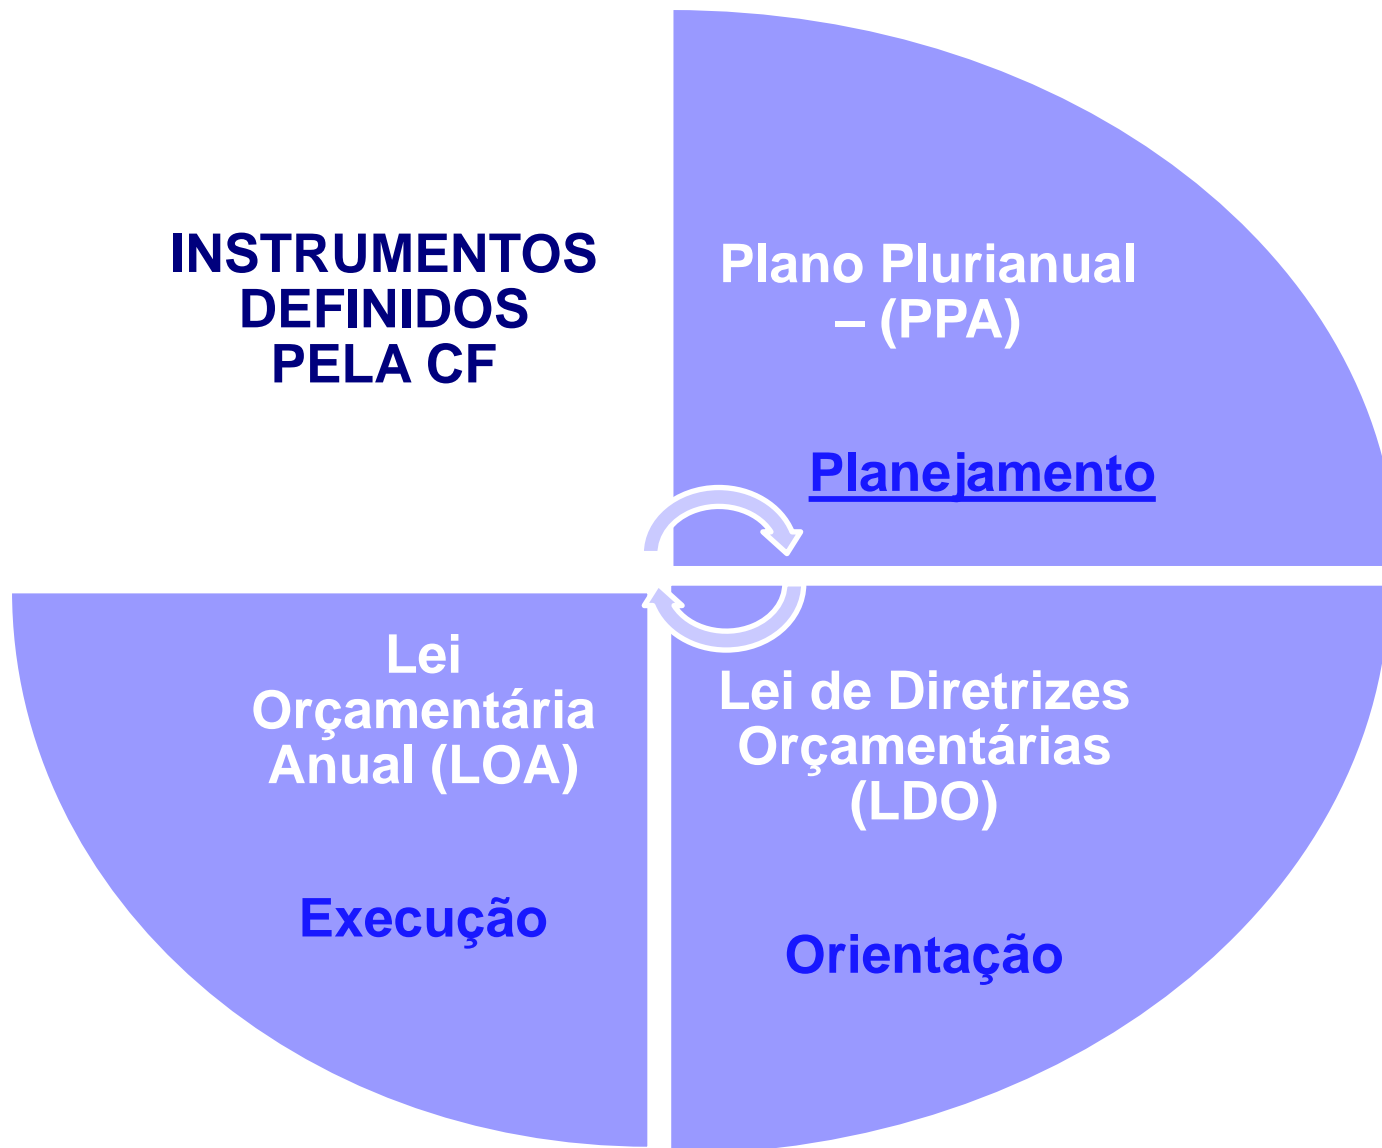 INSTRUMENTOS
DEFINIDOS
PELA CF
Plano Plurianual
– (PPA)
Planejamento
Lei
Orçamentária
Anual (LOA)
Execução
Lei de Diretrizes
Orçamentárias
(LDO)
Orientação